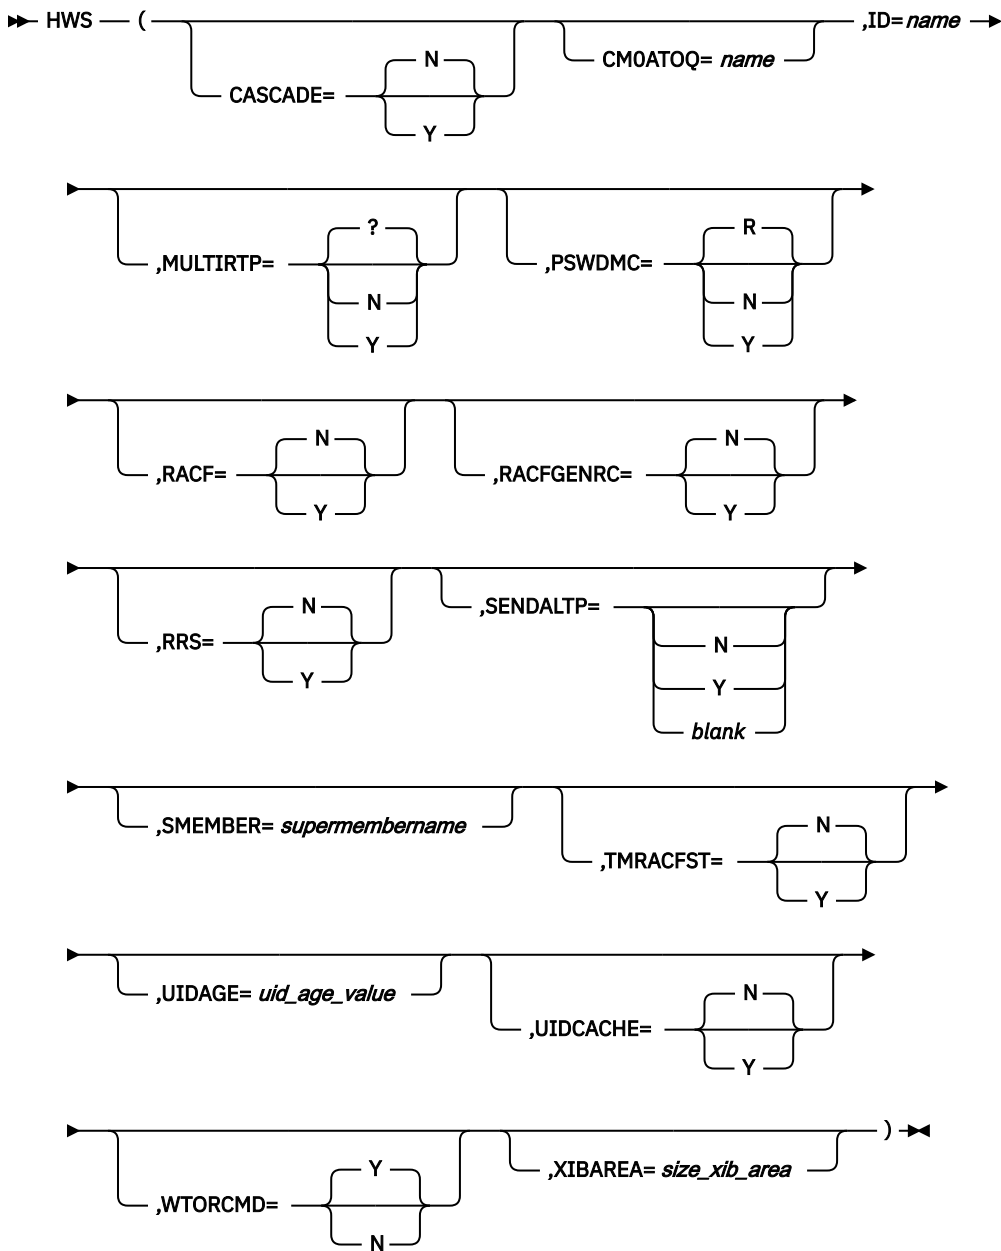 HWS ( CASCADE= N Y CM0ATOQ= name ,ID= name
,MULTIRTP= ? N Y ,PSWDMC= R N Y
,RACF= N Y ,RACFGENRC= N Y
,RRS= N Y ,SENDALTP= N Y blank
,SMEMBER= supermembername ,TMRACFST= N Y
,UIDAGE= uid_age_value ,UIDCACHE= N Y
,WTORCMD= Y N ,XIBAREA= size_xib_area )